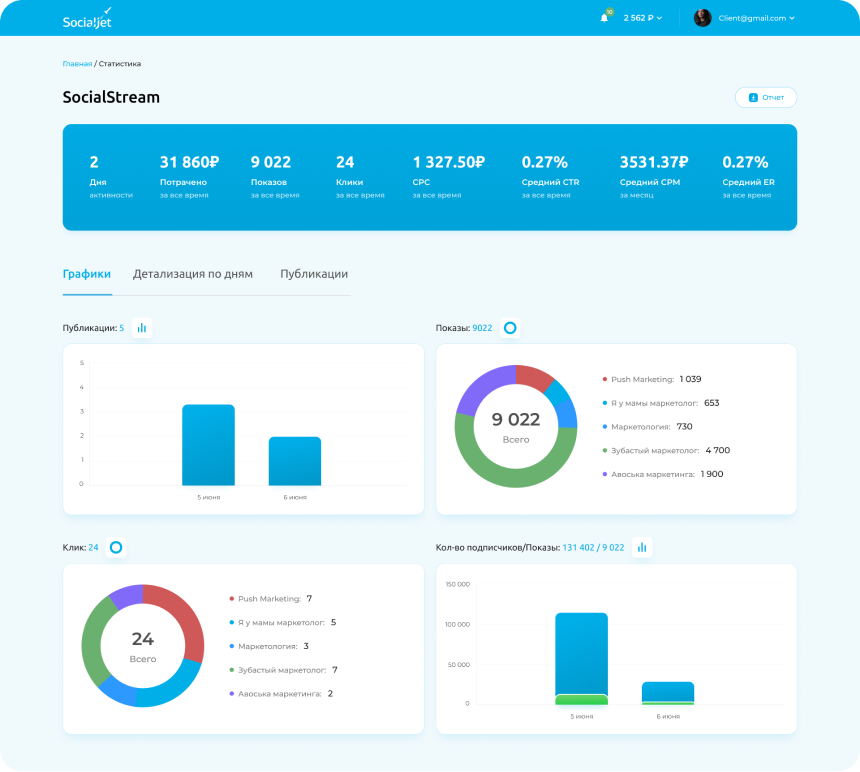 SocialJet
10
2 562 ₽
Client@gmail.com
Главная / Статистика
SocialStream
Отчет
2
Дня
активности
31 860₽
Потрачено
за все время
9 022
Показов
за все время
24
Клики
за все время
1 327.50₽
CPC
за все время
0.27%
Средний CTR
за все время
3531.37₽
Средний CPM
за месяц
0.27%
Средний ER
за все время
Графики
Детализация по дням
Публикации
Публикации: 5
5
4
3
2
1
0
5 июня
6 июня
Показы: 9022
9 022
Всего
Push Marketing: 1 039
Я у мамы маркетолог: 653
Маркетология: 730
Зубастый маркетолог: 4 700
Авоська маркетинга: 1 900
Клик: 24
24
Всего
Push Marketing: 7
Я у мамы маркетолог: 5
Маркетология: 3
Зубастый маркетолог: 7
Авоська маркетинга: 2
Кол-во подписчиков/Показы: 131 402 / 9 022
150 000
100 000
50 000
0
5 июня
6 июня